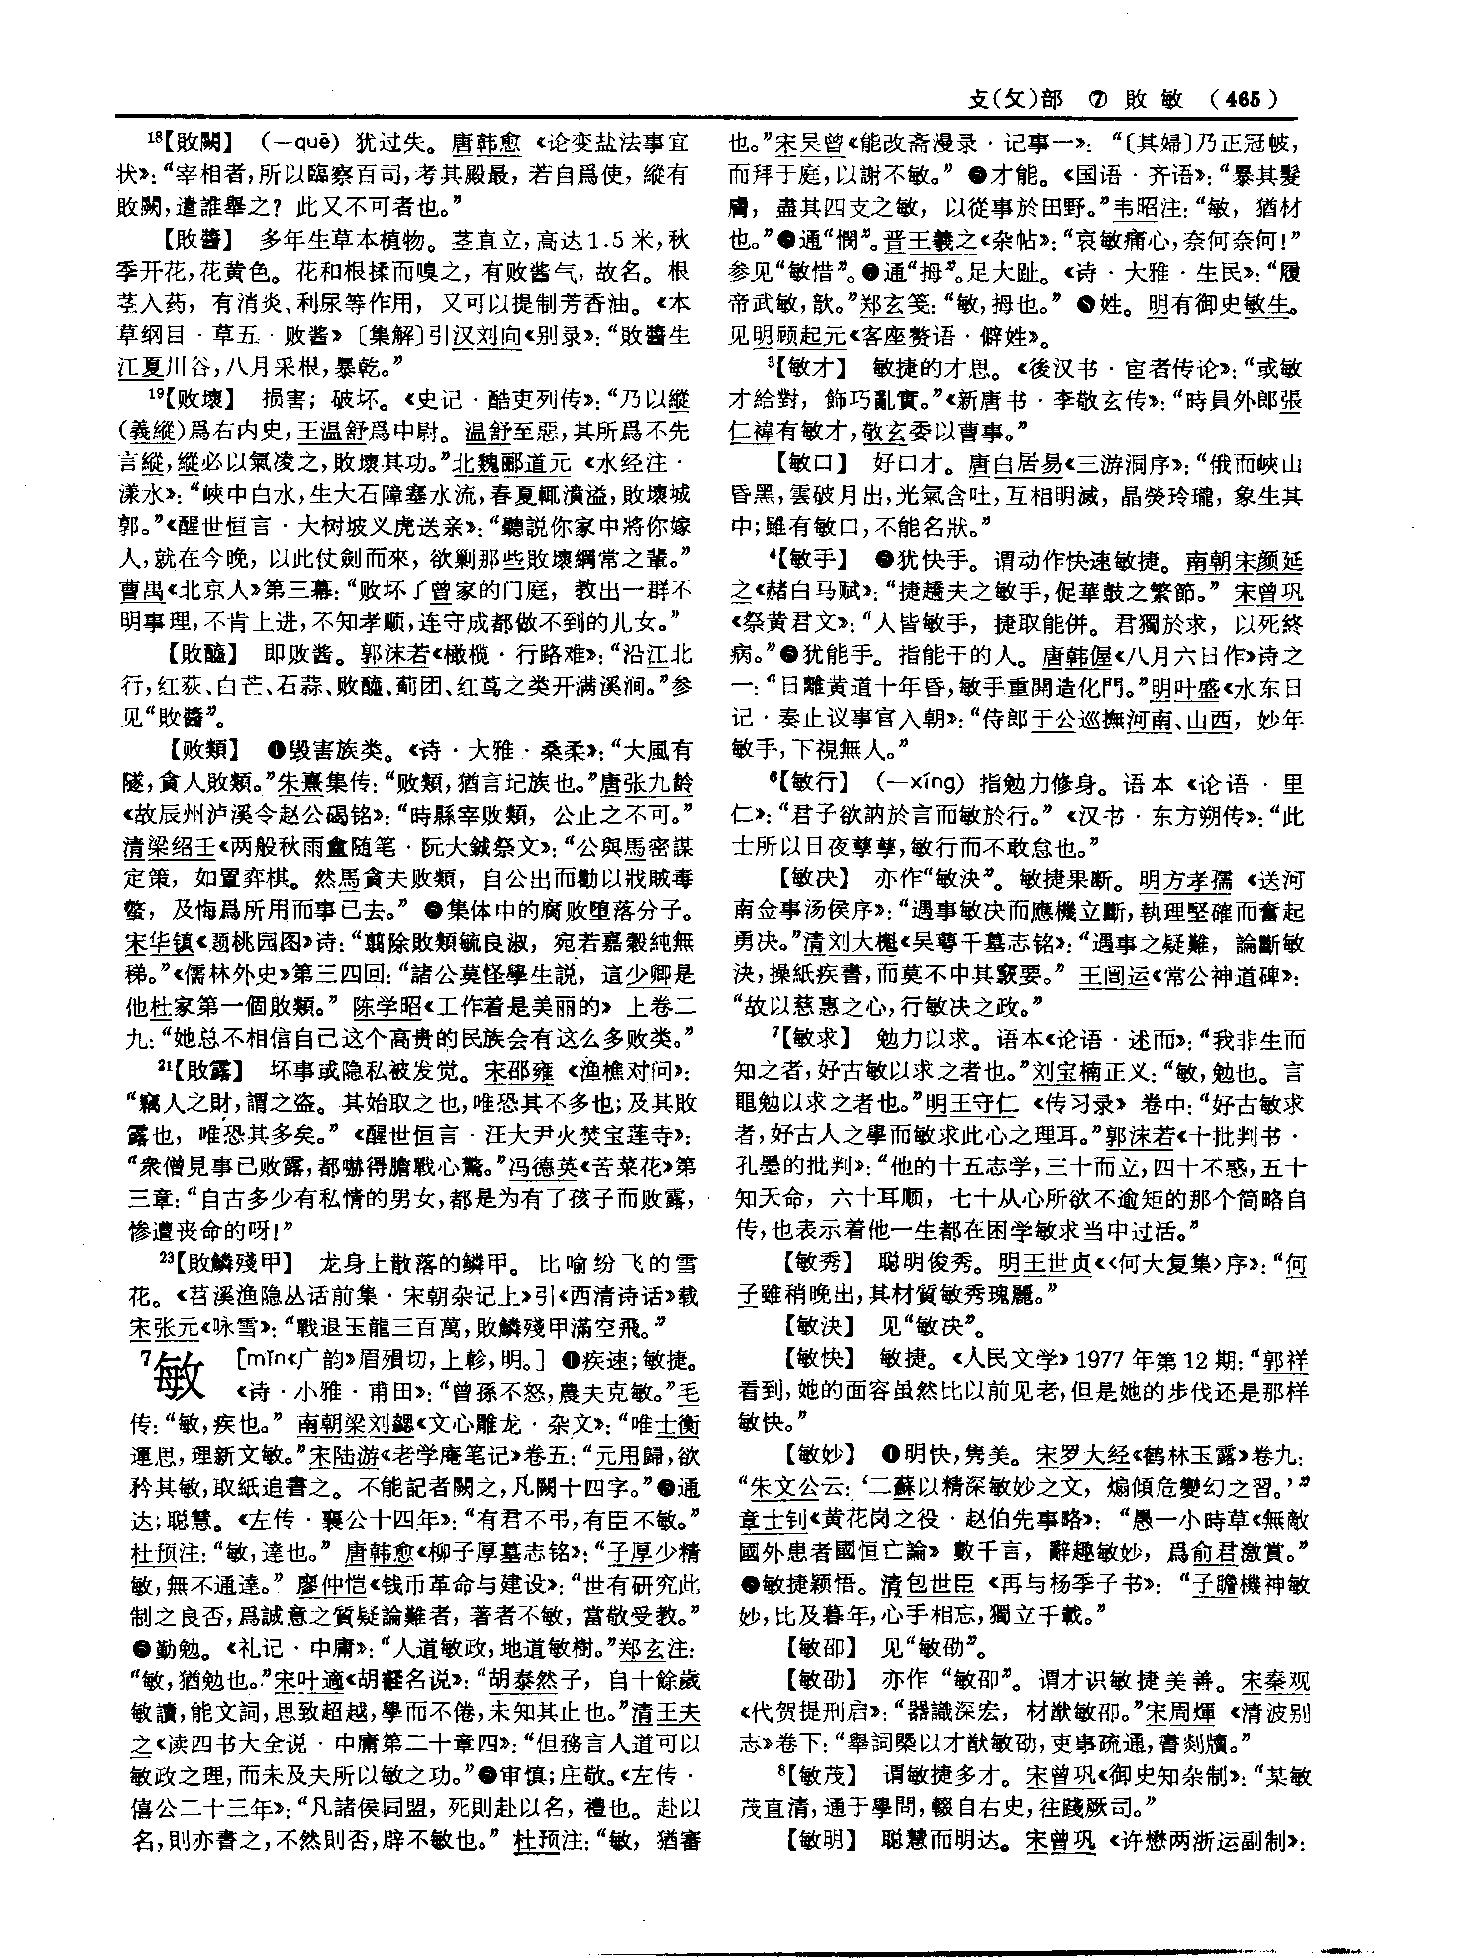 攴(攵)部 ⑦ 敗敏 (465)
18【敗闕】 (—quē) 犹过失。唐韩愈《论变盐法事宜
状》：“宰相者，所以臨察百司，考其殿最，若自爲使，縱有
敗闕，遣誰舉之？此又不可者也。”
【敗醬】 多年生草本植物。茎直立，高达1.5米，秋
季开花，花黄色。花和根揉而嗅之，有败酱气，故名。根
茎入药，有消炎、利尿等作用，又可以提制芳香油。《本
草纲目·草五·败酱》〔集解〕引汉刘向《别录》：“敗醬生
江夏川谷，八月采根，暴乾。”
19【敗壞】 损害；破坏。《史记·酷吏列传》：“乃以縱
(義縱)爲右内史，王温舒爲中尉。温舒至惡，其所爲不先
言縱，縱必以氣凌之，敗壞其功。”北魏郦道元《水经注·
漾水》：“峽中白水，生大石障塞水流，春夏輒濆溢，敗壞城
郭。”《醒世恒言·大树坡义虎送亲》：“聽説你家中將你嫁
人，就在今晚，以此仗劍而來，欲剿那些敗壞綱常之輩。”
曹禺《北京人》第三幕：“败坏了曾家的门庭，教出一群不
明事理，不肯上进，不知孝顺，连守成都做不到的儿女。”
【敗醢】 即败酱。郭沫若《橄榄·行路难》：“沿江北
行，红荻、白芒、石蒜、败醢、蓟团、红茑之类开满溪涧。”参
见“敗醬”。
【敗類】 ❶毁害族类。《诗·大雅·桑柔》：“大風有
隧，貪人敗類。”朱熹集传：“敗類，猶言圮族也。”唐张九龄
《故辰州泸溪令赵公碣铭》：“時縣宰敗類，公止之不可。”
清梁绍壬《两般秋雨盦随笔·阮大鋮祭文》：“公與馬密謀
定策，如置弈棋。然馬貪夫敗類，自公出而勸以戕賊毒
螫，及悔爲所用而事已去。”❷集体中的腐败堕落分子。
宋华镇《题桃园图》诗：“翦除敗類毓良淑，宛若嘉穀純無
稊。”《儒林外史》第三四回：“諸公莫怪學生説，這少卿是
他杜家第一個敗類。”陈学昭《工作着是美丽的》上卷二
九：“她总不相信自己这个高贵的民族会有这么多败类。”
21【敗露】 坏事或隐私被发觉。宋邵雍《渔樵对问》：
“竊人之財，謂之盗。其始取之也，唯恐其不多也；及其敗
露也，唯恐其多矣。”《醒世恒言·汪大尹火焚宝莲寺》：
“衆僧見事已敗露，都嚇得膽戰心驚。”冯德英《苦菜花》第
三章：“自古多少有私情的男女，都是为有了孩子而败露，
惨遭丧命的呀！”
23【敗鱗殘甲】 龙身上散落的鳞甲。比喻纷飞的雪
花。《苕溪渔隐丛话前集·宋朝杂记上》引《西清诗话》载
宋张元《咏雪》：“戰退玉龍三百萬，敗鱗殘甲滿空飛。”
7敏 [mǐn《广韵》眉殞切，上軫，明。] ❶疾速；敏捷。
《诗·小雅·甫田》：“曾孫不怒，農夫克敏。”毛
传：“敏，疾也。”南朝梁刘勰《文心雕龙·杂文》：“唯士衡
運思，理新文敏。”宋陆游《老学庵笔记》卷五：“元用歸，欲
矜其敏，取紙追書之。不能記者闕之，凡闕十四字。”❷通
达；聪慧。《左传·襄公十四年》：“有君不弔，有臣不敏。”
杜预注：“敏，達也。”唐韩愈《柳子厚墓志铭》：“子厚少精
敏，無不通達。”廖仲恺《钱币革命与建设》：“世有研究此
制之良否，爲誠意之質疑論難者，著者不敏，當敬受教。”
❸勤勉。《礼记·中庸》：“人道敏政，地道敏樹。”郑玄注：
“敏，猶勉也。”宋叶適《胡𡎺名说》：“胡泰然子，自十餘歲
敏讀，能文詞，思致超越，學而不倦，未知其止也。”清王夫
之《读四书大全说·中庸第二十章四》：“但務言人道可以
敏政之理，而未及夫所以敏之功。”❹审慎；庄敬。《左传·
僖公二十三年》：“凡諸侯同盟，死則赴以名，禮也。赴以
名，則亦書之，不然則否，辟不敏也。”杜预注：“敏，猶審
也。”宋吴曾《能改斋漫录·记事一》：“〔其婦〕乃正冠帔，
而拜于庭，以謝不敏。”❺才能。《国语·齐语》：“暴其髮
膚，盡其四支之敏，以從事於田野。”韦昭注：“敏，猶材
也。”❻通“憫”。晋王羲之《杂帖》：“哀敏痛心，奈何奈何！”
参见“敏惜”。❼通“拇”。足大趾。《诗·大雅·生民》：“履
帝武敏，歆。”郑玄笺：“敏，拇也。”❽姓。明有御史敏生。
见明顾起元《客座赘语·僻姓》。
3【敏才】 敏捷的才思。《後汉书·宦者传论》：“或敏
才給對，飾巧亂實。”《新唐书·李敬玄传》：“時員外郎張
仁禕有敏才，敬玄委以曹事。”
【敏口】 好口才。唐白居易《三游洞序》：“俄而峽山
昏黑，雲破月出，光氣含吐，互相明滅，晶熒玲瓏，象生其
中；雖有敏口，不能名狀。”
4【敏手】 ❶犹快手。谓动作快速敏捷。南朝宋颜延
之《赭白马赋》：“捷趫夫之敏手，促華鼓之繁節。”宋曾巩
《祭黄君文》：“人皆敏手，捷取能併。君獨於求，以死終
病。”❷犹能手。指能干的人。唐韩偓《八月六日作》诗之
一：“日離黄道十年昏，敏手重開造化門。”明叶盛《水东日
记·奏止议事官入朝》：“侍郎于公巡撫河南、山西，妙年
敏手，下視無人。”
6【敏行】 (—xíng) 指勉力修身。语本《论语·里
仁》：“君子欲訥於言而敏於行。”《汉书·东方朔传》：“此
士所以日夜孳孳，敏行而不敢怠也。”
【敏决】 亦作“敏決”。敏捷果断。明方孝孺《送河
南佥事汤侯序》：“遇事敏决而應機立斷，執理堅確而奮起
勇决。”清刘大櫆《吴蕚千墓志铭》：“遇事之疑難，論斷敏
決，操紙疾書，而莫不中其窾要。”王闿运《常公神道碑》：
“故以慈惠之心，行敏决之政。”
7【敏求】 勉力以求。语本《论语·述而》：“我非生而
知之者，好古敏以求之者也。”刘宝楠正义：“敏，勉也。言
黽勉以求之者也。”明王守仁《传习录》卷中：“好古敏求
者，好古人之學而敏求此心之理耳。”郭沫若《十批判书·
孔墨的批判》：“他的十五志学，三十而立，四十不惑，五十
知天命，六十耳顺，七十从心所欲不逾矩的那个简略自
传，也表示着他一生都在困学敏求当中过活。”
【敏秀】 聪明俊秀。明王世贞《〈何大复集〉序》：“何
子雖稍晚出，其材質敏秀瑰麗。”
【敏決】 见“敏决”。
【敏快】 敏捷。《人民文学》1977年第12期：“郭祥
看到，她的面容虽然比以前见老，但是她的步伐还是那样
敏快。”
【敏妙】 ❶明快，隽美。宋罗大经《鹤林玉露》卷九：
“朱文公云：‘二蘇以精深敏妙之文，煽傾危變幻之習。’”
章士钊《黄花岗之役·赵伯先事略》：“愚一小時草《無敵
國外患者國恒亡論》數千言，辭趣敏妙，爲俞君激賞。”
❷敏捷颖悟。清包世臣《再与杨季子书》：“子瞻機神敏
妙，比及暮年，心手相忘，獨立千載。”
【敏卲】 见“敏劭”。
【敏劭】 亦作“敏卲”。谓才识敏捷美善。宋秦观
《代贺提刑启》：“器識深宏，材猷敏卲。”宋周煇《清波别
志》卷下：“舉詞槩以才猷敏劭，吏事疏通，書剡牘。”
8【敏茂】 谓敏捷多才。宋曾巩《御史知杂制》：“某敏
茂直清，通于學問，輟自右史，往踐厥司。”
【敏明】 聪慧而明达。宋曾巩《许懋两浙运副制》：